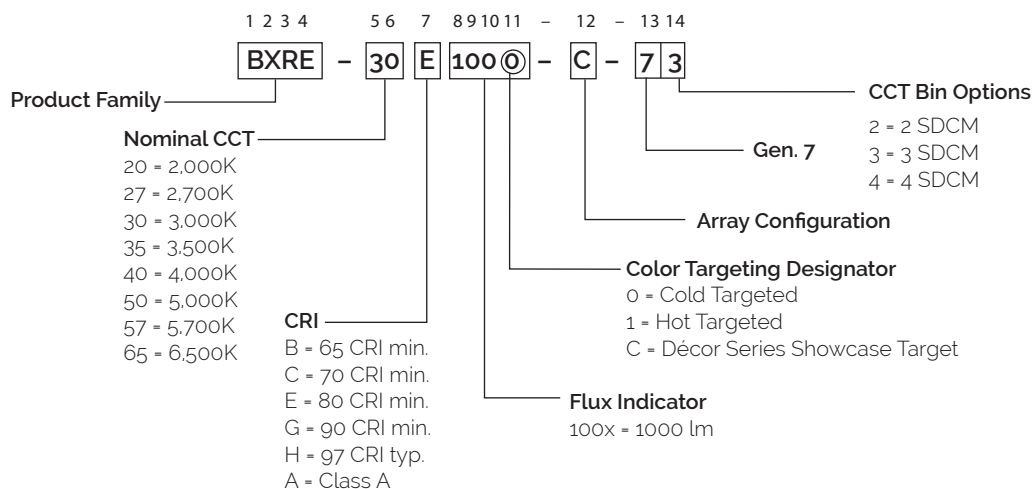 1 2 3 4 5 6 7 8 9 10 11 – 12 – 13 14
BXRE – 30 E 100 0 – C – 7 3
Product Family
CCT Bin Options
2 = 2 SDCM
3 = 3 SDCM
4 = 4 SDCM
Nominal CCT
20 = 2,000K
27 = 2,700K
30 = 3,000K
35 = 3,500K
40 = 4,000K
50 = 5,000K
57 = 5,700K
65 = 6,500K
Gen. 7
Array Configuration
Color Targeting Designator
0 = Cold Targeted
1 = Hot Targeted
C = Décor Series Showcase Target
CRI
B = 65 CRI min.
C = 70 CRI min.
E = 80 CRI min.
G = 90 CRI min.
H = 97 CRI typ.
A = Class A
Flux Indicator
100x = 1000 lm